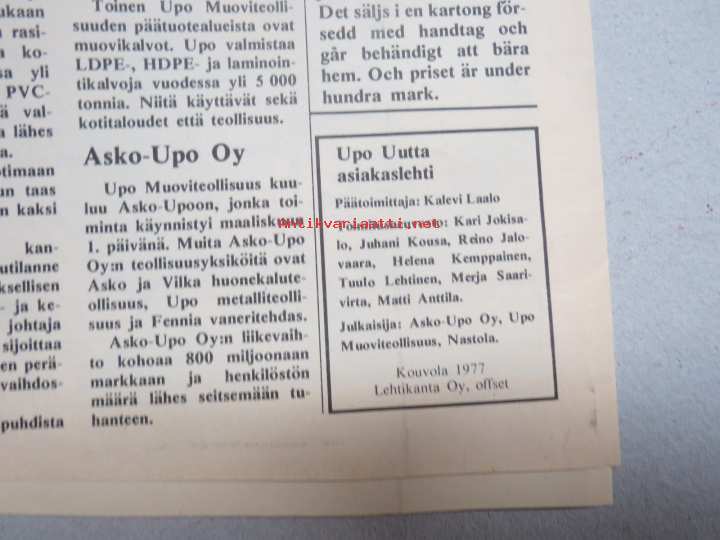 ukaan
rasi-
ko-
sa yli
PVC-
ä val-
a lähes
a.
otimaan
un taas
n kaksi
kan-
utilanne
ksellisen
- ja ke-
johtaja
sijoittaa
en perä-
vaihdos-
puhdista
Toinen Upo Muoviteolli-
suuden päätuotealueista ovat
muovikalvot. Upo valmistaa
LDPE-, HDPE- ja laminoin-
tikalvoja vuodessa yli 5 000
tonnia. Niitä käyttävät sekä
kotitaloudet että teollisuus.
Asko-Upo Oy
Upo Muoviteollisuus kuu-
luu Asko-Upoon, jonka toi-
minta käynnistyi maaliskuun
1. päivänä. Muita Asko-Upo
Oy:n teollisuusyksiköitä ovat
Asko ja Vilka huonekalute-
ollisuus, Upo metalliteolli-
suus ja Fennia vaneritehdas.
Asko-Upo Oy:n liikevaih-
to kohoaa 800 miljoonaan
markkaan ja henkilöstön
määrä lähes seitsemään tu-
hanteen.
Det säljs i en kartong för-
sedd med handtag och
går behändigt att bära
hem. Och priset är under
hundra mark.
Upo Uutta
asiakaslehti
Päätoimittaja: Kalevi Laalo
Toimitusneuvosto: Kari Jokisa-
lo, Juhani Kousa, Reino Jalo-
vaara, Helena Kemppainen,
Tuulo Lehtinen, Merja Saari-
virta, Matti Anttila.
Julkaisija: Asko-Upo Oy, Upo
Muoviteollisuus, Nastola.
Kouvola 1977
Lehtikanta Oy, offset
Antikvariaatti.net